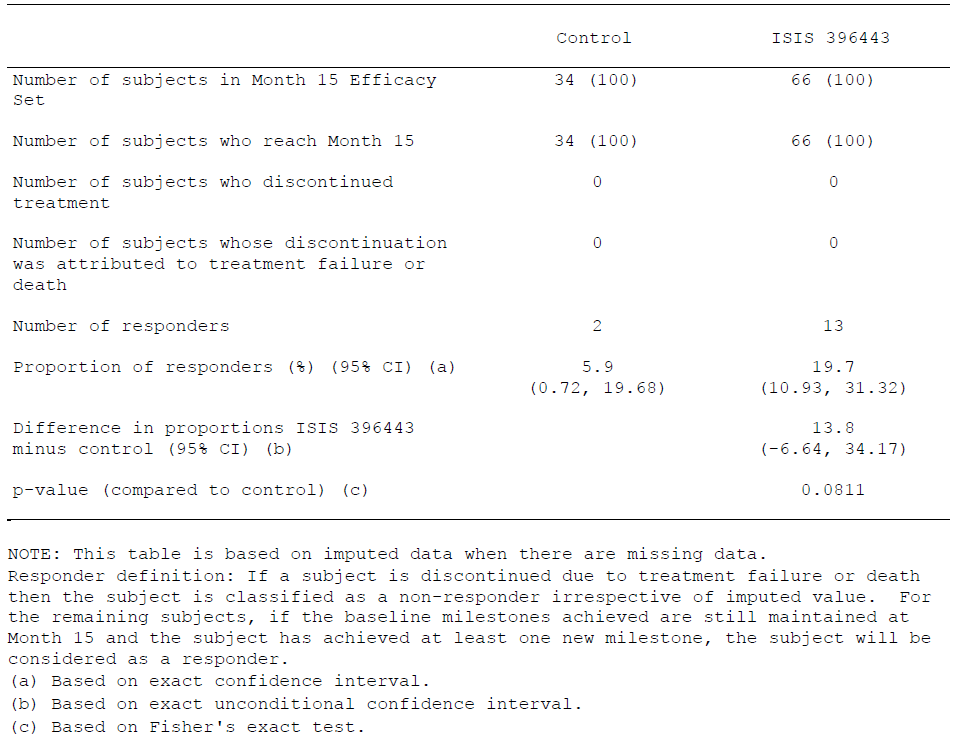 Control ISIS 396443
Number of subjects in Month 15 Efficacy 34 (100) 66 (100)
Set
Number of subjects who reach Month 15 34 (100) 66 (100)
Number of subjects who discontinued 0 0
treatment
Number of subjects whose discontinuation 0 0
was attributed to treatment failure or
death
Number of responders 2 13
Proportion of responders (%) (95% CI) (a) 5.9 19.7
(0.72, 19.68) (10.93, 31.32)
Difference in proportions ISIS 396443 13.8
minus control (95% CI) (b) (-6.64, 34.17)
p-value (compared to control) (c) 0.0811
NOTE: This table is based on imputed data when there are missing data.
Responder definition: If a subject is discontinued due to treatment failure or death
then the subject is classified as a non-responder irrespective of imputed value. For
the remaining subjects, if the baseline milestones achieved are still maintained at
Month 15 and the subject has achieved at least one new milestone, the subject will be
considered as a responder.
(a) Based on exact confidence interval.
(b) Based on exact unconditional confidence interval.
(c) Based on Fisher's exact test.